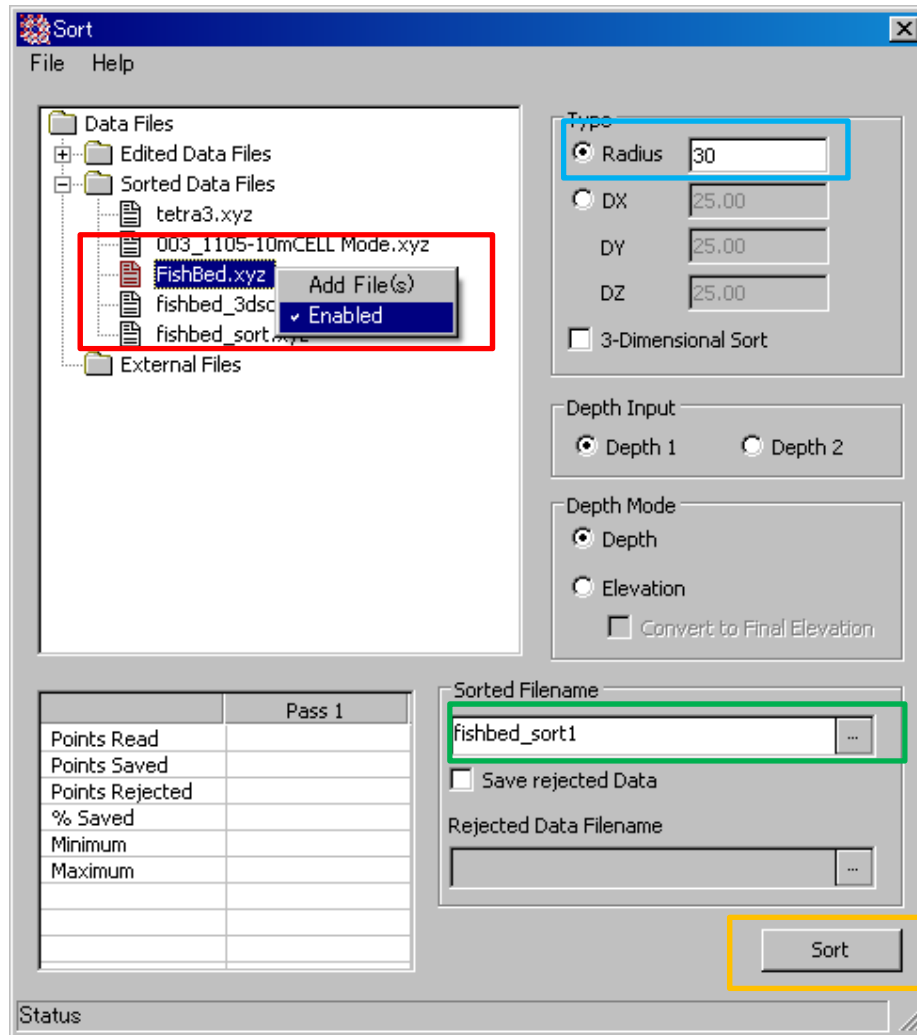 Sort
File Help
Data Files
Edited Data Files
Sorted Data Files
tetra3.xyz
003_1105-10mCELL Mode.xyz
FishBed.xyz
fishbed_3dsc
fishbed_sort.xyz
External Files
Add File(s)
Enabled
Type
Radius 30
DX 25.00
DY 25.00
DZ 25.00
3-Dimensional Sort
Depth Input
Depth 1 Depth 2
Depth Mode
Depth
Elevation
Convert to Final Elevation
Pass 1
Points Read
Points Saved
Points Rejected
% Saved
Minimum
Maximum
Sorted Filename
fishbed_sort1 ...
Save rejected Data
Rejected Data Filename
...
Sort
Status